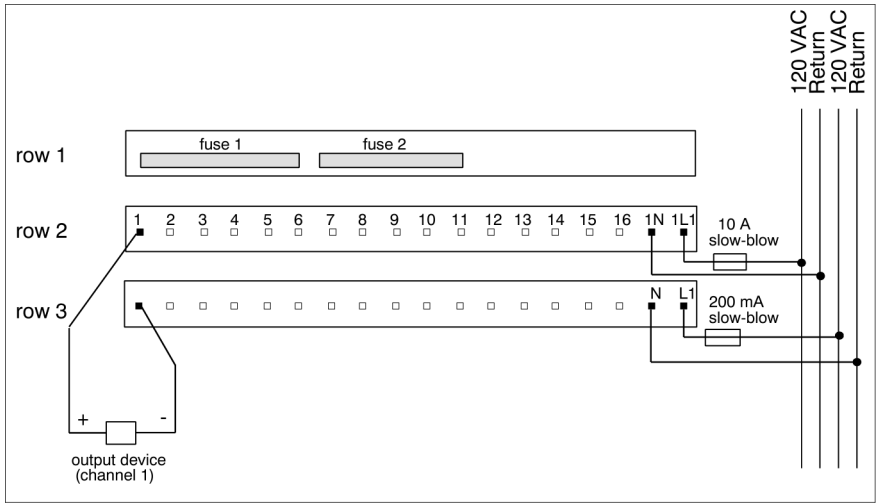 120 VAC
Return
120 VAC
Return
row 1
fuse 1 fuse 2
row 2
1 2 3 4 5 6 7 8 9 10 11 12 13 14 15 16 1N 1L1
10 A
slow-blow
row 3
N L1
200 mA
slow-blow
+ -
output device
(channel 1)